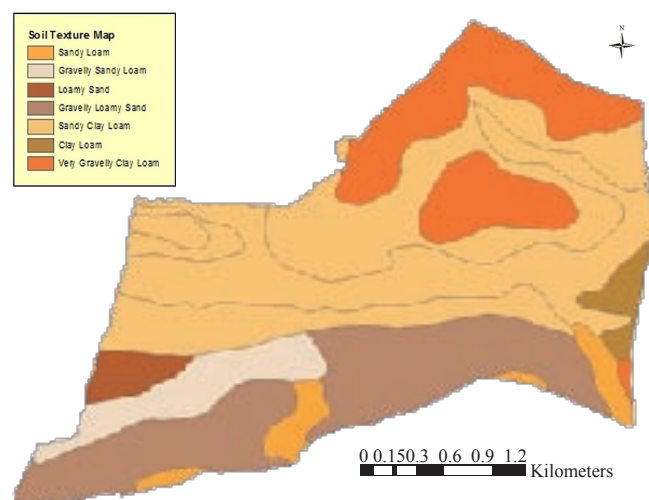 N
Soil Texture Map
Sandy Loam
Gravelly Sandy Loam
Loamy Sand
Gravelly Loamy Sand
Sandy Clay Loam
Clay Loam
Very Gravelly Clay Loam
0 0.150.3 0.6 0.9 1.2
Kilometers